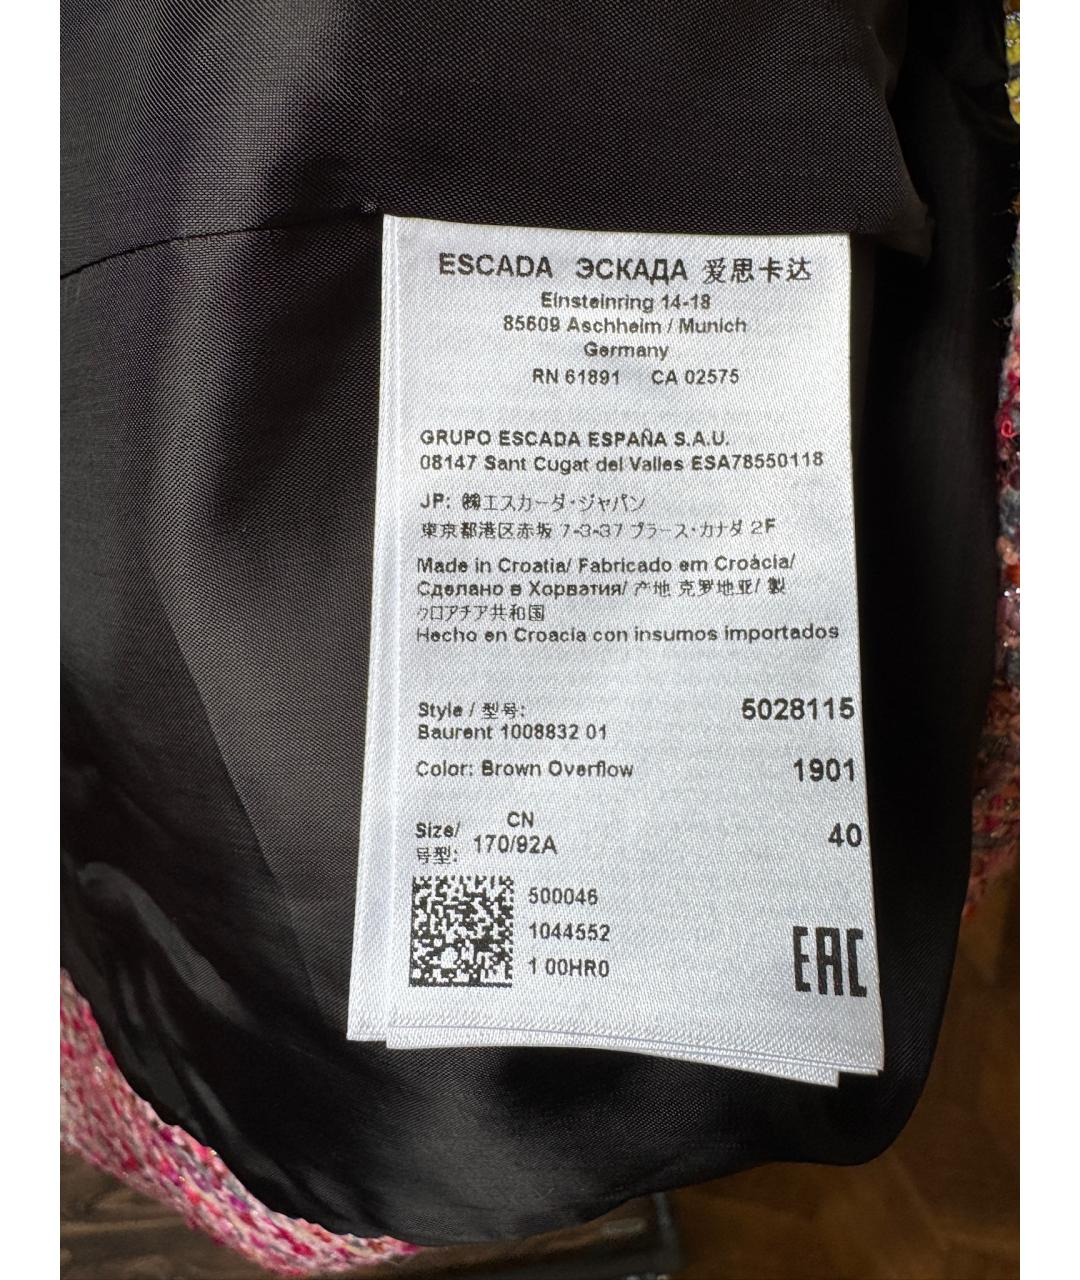 ESCADA ЭСКАДА 爱思卡达
Einsteinring 14-18
85609 Aschheim / Munich
Germany
RN 61891 CA 02575
GRUPO ESCADA ESPAÑA S.A.U.
08147 Sant Cugat del Valles ESA78550118
JP: ㈱エスカーダ・ジャパン
東京都港区赤坂 7-3-37 プラース・カナダ 2F
Made in Croatia/ Fabricado em Croácia/
Сделано в Хорватия/ 产地 克罗地亚/ 製
クロアチア共和国
Hecho en Croacia con insumos importados
Style / 型号: 5028115
Baurent 1008832 01
Color: Brown Overflow 1901
Size/ CN 40
号型: 170/92A
500046
1044552
1 00HR0
EAC